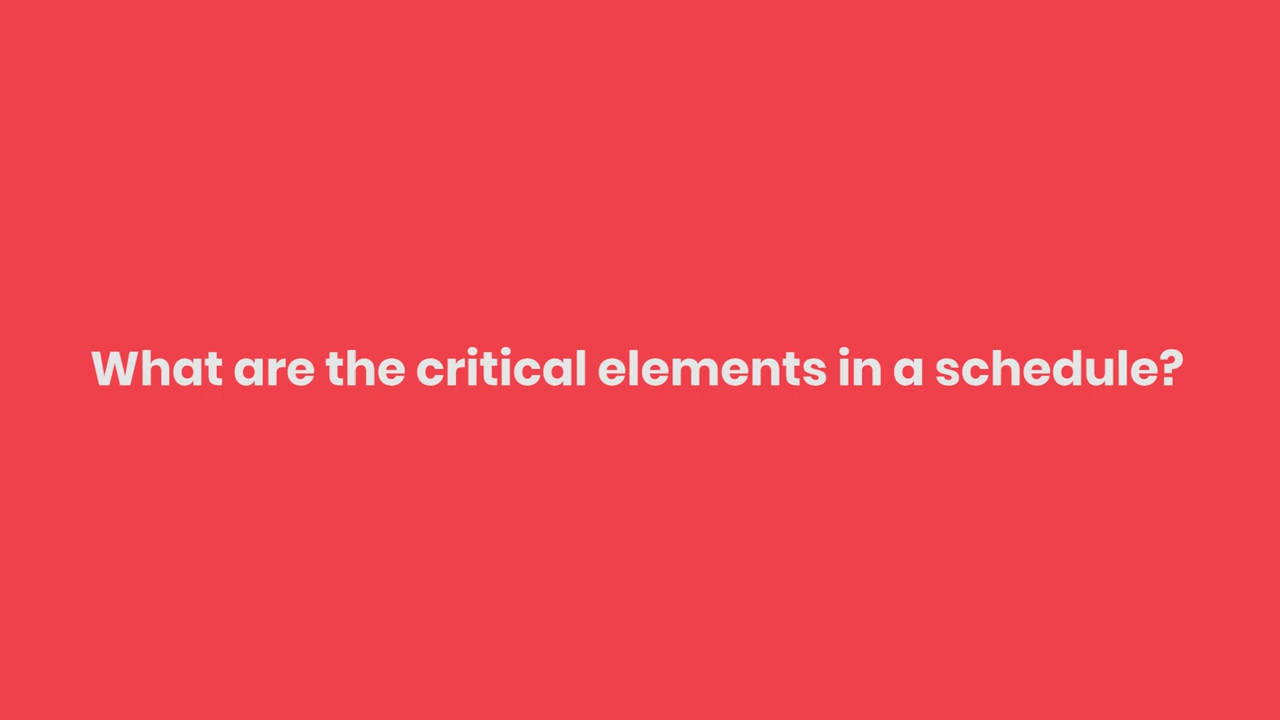 What are the critical elements in a schedule?